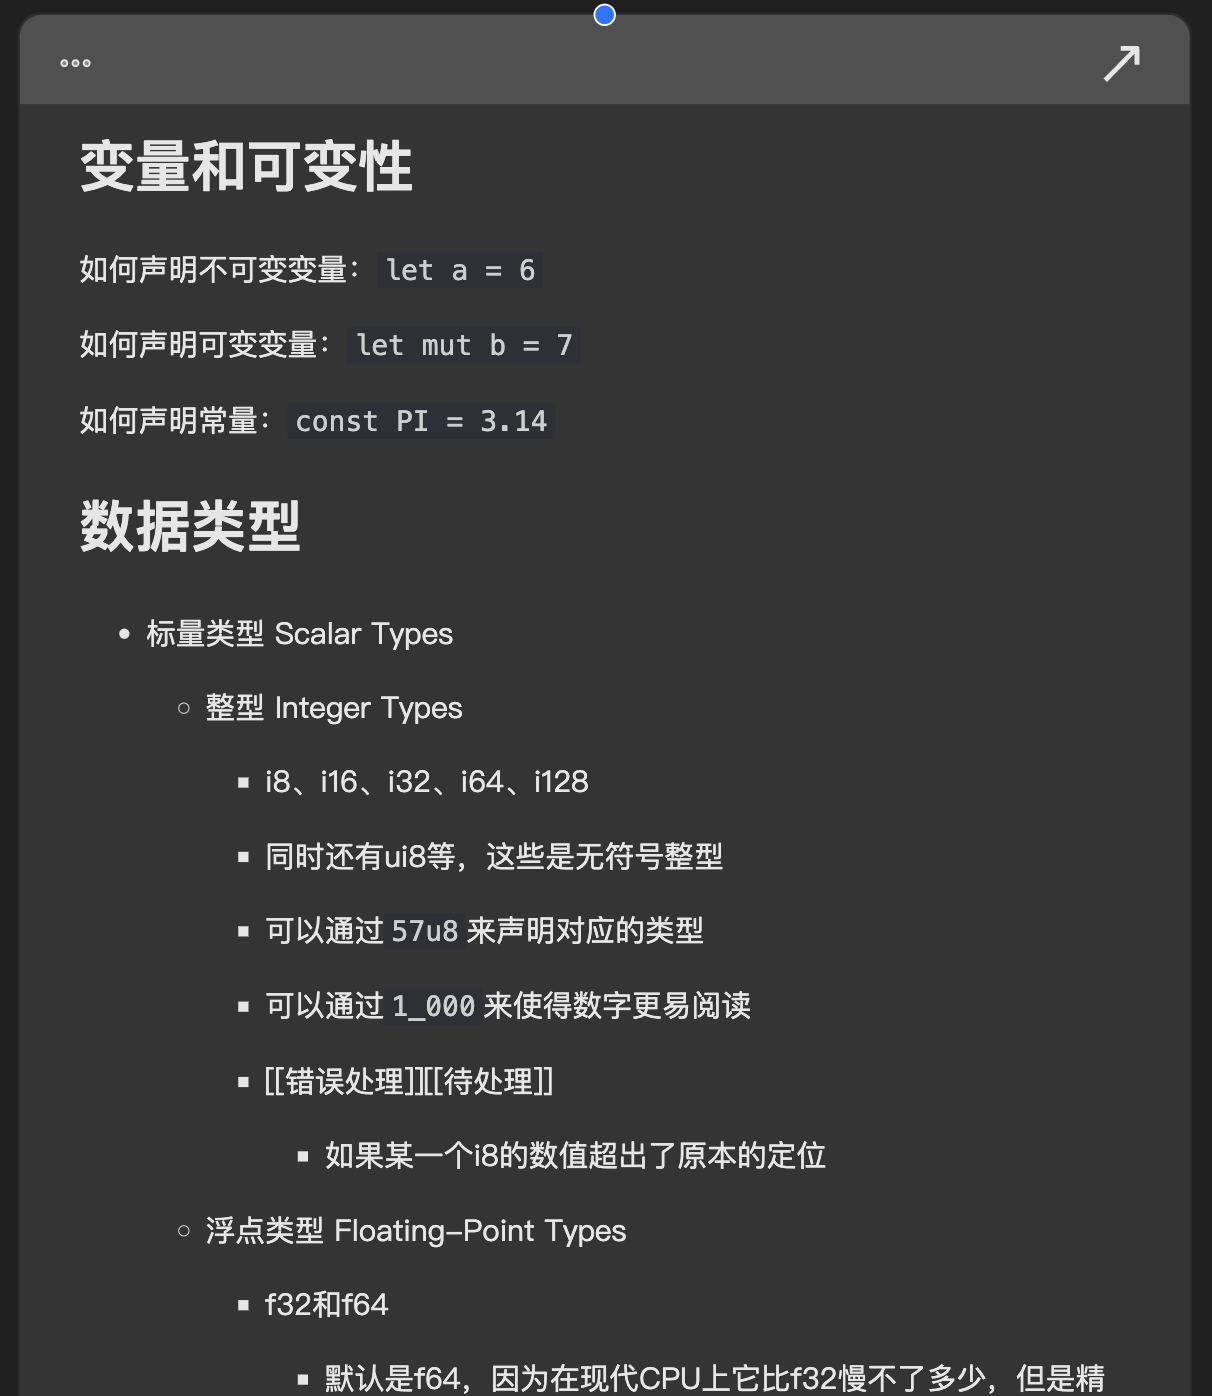 变量和可变性
如何声明不可变变量： let a = 6
如何声明可变变量： let mut b = 7
如何声明常量： const PI = 3.14
数据类型
标量类型 Scalar Types
整型 Integer Types
i8、i16、i32、i64、i128
同时还有ui8等，这些是无符号整型
可以通过 57u8 来声明对应的类型
可以通过 1_000 来使得数字更易阅读
[[错误处理]][[待处理]]
如果某一个i8的数值超出了原本的定位
浮点类型 Floating-Point Types
f32和f64
默认是f64，因为在现代CPU上它比f32慢不了多少，但是精